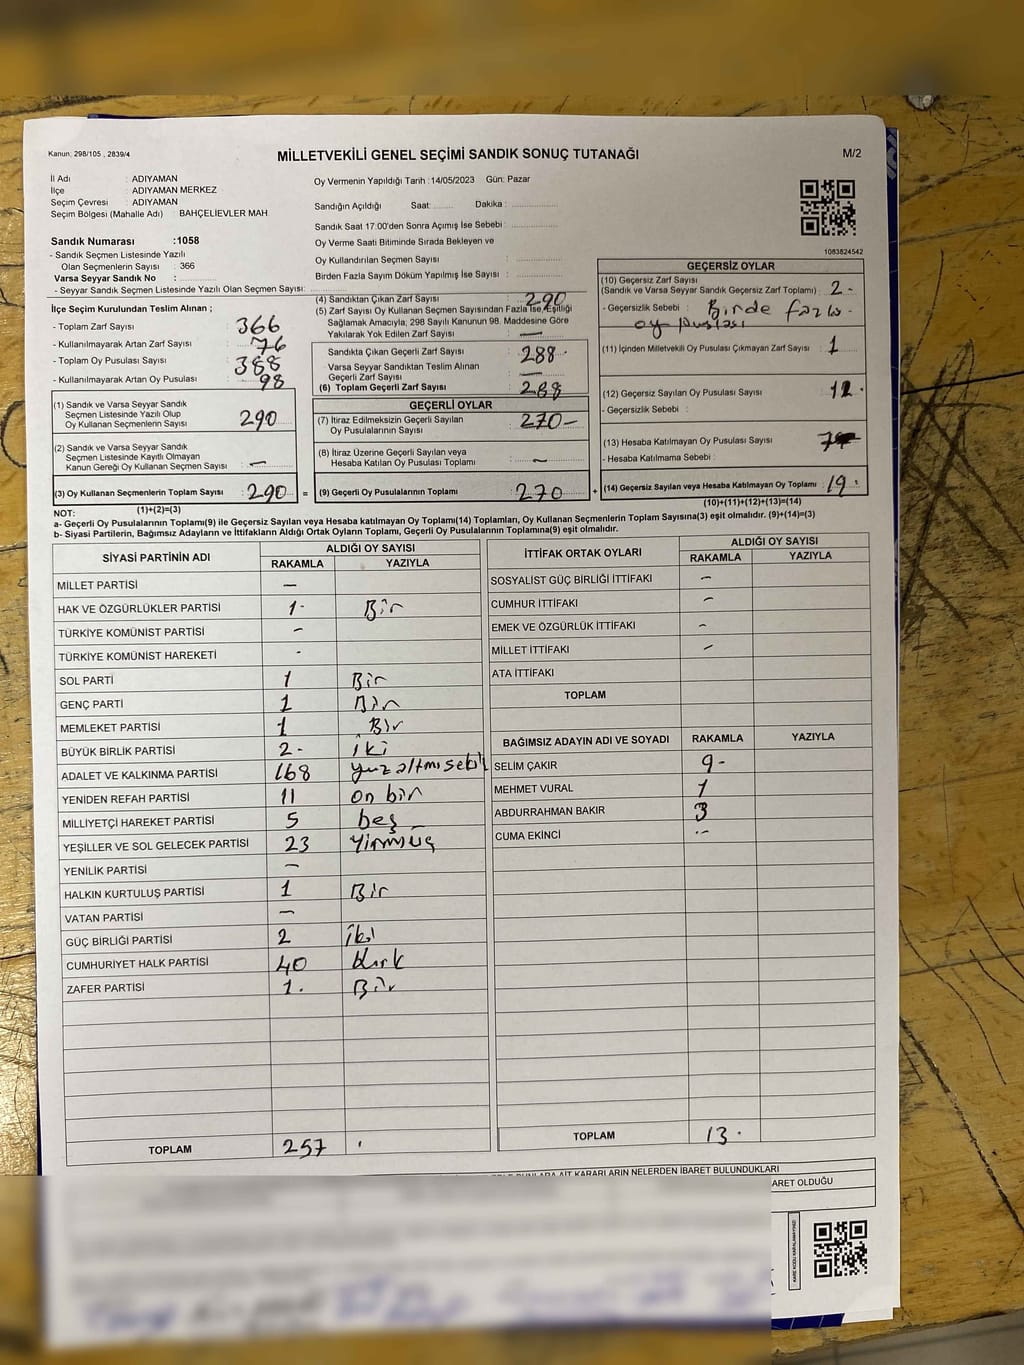 Kanun, 298/105 , 2839/4
MİLLETVEKİLİ GENEL SEÇİMİ SANDIK SONUÇ TUTANAĞI
M/2
İl Adı : ADIYAMAN
İlçe : ADIYAMAN MERKEZ
Seçim Çevresi : ADIYAMAN
Seçim Bölgesi (Mahalle Adı) : BAHÇELİEVLER MAH
Sandık Numarası :1058
- Sandık Seçmen Listesinde Yazılı
Olan Seçmenlerin Sayısı : 366
Varsa Seyyar Sandık No :
- Seyyar Sandık Seçmen Listesinde Yazılı Olan Seçmen Sayısı:
Oy Vermenin Yapıldığı Tarih :14/05/2023 Gün: Pazar
Sandığın Açıldığı Saat: Dakika :
Sandık Saat 17:00'den Sonra Açımış İse Sebebi :
Oy Verme Saati Bitiminde Sırada Bekleyen ve
Oy Kullandırılan Seçmen Sayısı :
Birden Fazla Sayım Döküm Yapılmış İse Sayısı :
1083824542
İlçe Seçim Kurulundan Teslim Alınan ;
- Toplam Zarf Sayısı : 366
- Kullanılmayarak Artan Zarf Sayısı : 76
- Toplam Oy Pusulası Sayısı : 388
- Kullanılmayarak Artan Oy Pusulası : 98
(1) Sandık ve Varsa Seyyar Sandık
Seçmen Listesinde Yazılı Olup
Oy Kullanan Seçmenlerin Sayısı : 290
(2) Sandık ve Varsa Seyyar Sandık
Seçmen Listesinde Kayıtlı Olmayan
Kanun Gereği Oy Kullanan Seçmen Sayısı : –
(3) Oy Kullanan Seçmenlerin Toplam Sayısı : 290 =
(1)+(2)=(3)
(4) Sandıktan Çıkan Zarf Sayısı : 290
(5) Zarf Sayısı Oy Kullanan Seçmen Sayısından Fazla İse,Eşitliği
Sağlamak Amacıyla, 298 Sayılı Kanunun 98. Maddesine Göre
Yakılarak Yok Edilen Zarf Sayısı : —
Sandıkta Çıkan Geçerli Zarf Sayısı : 288
Varsa Seyyar Sandıktan Teslim Alınan
Geçerli Zarf Sayısı : —
(6) Toplam Geçerli Zarf Sayısı : 288
GEÇERLİ OYLAR
(7) İtiraz Edilmeksizin Geçerli Sayılan
Oy Pusulalarının Sayısı : 270 –
(8) İtiraz Üzerine Geçerli Sayılan veya
Hesaba Katılan Oy Pusulası Toplamı : –
(9) Geçerli Oy Pusulalarının Toplamı : 270 +
GEÇERSİZ OYLAR
(10) Geçersiz Zarf Sayısı
(Sandık ve Varsa Seyyar Sandık Geçersiz Zarf Toplamı) : 2 -
- Geçersizlik Sebebi : Birden fazla
oy pusulası
(11) İçinden Milletvekili Oy Pusulası Çıkmayan Zarf Sayısı : 1
(12) Geçersiz Sayılan Oy Pusulası Sayısı : 12 .
- Geçersizlik Sebebi :
(13) Hesaba Katılmayan Oy Pusulası Sayısı :
- Hesaba Katılmama Sebebi :
(14) Geçersiz Sayılan veya Hesaba Katılmayan Oy Toplamı : 19 .
(10)+(11)+(12)+(13)=(14)
NOT:
a- Geçerli Oy Pusulalarının Toplamı(9) ile Geçersiz Sayılan veya Hesaba katılmayan Oy Toplamı(14) Toplamları, Oy Kullanan Seçmenlerin Toplam Sayısına(3) eşit olmalıdır. (9)+(14)=(3)
b- Siyasi Partilerin, Bağımsız Adayların ve İttifakların Aldığı Ortak Oyların Toplamı, Geçerli Oy Pusulalarının Toplamına(9) eşit olmalıdır.
SİYASİ PARTİNİN ADI ALDIĞI OY SAYISI
RAKAMLA YAZIYLA
MİLLET PARTİSİ –
HAK VE ÖZGÜRLÜKLER PARTİSİ 1 - Bir
TÜRKİYE KOMÜNİST PARTİSİ –
TÜRKİYE KOMÜNİST HAREKETİ -
SOL PARTİ 1 Bir
GENÇ PARTİ 1 Bir
MEMLEKET PARTİSİ 1 Bir
BÜYÜK BİRLİK PARTİSİ 2 - iki
ADALET VE KALKINMA PARTİSİ 168 yüz altmışsekiz
YENİDEN REFAH PARTİSİ 11 on bir
MİLLİYETÇİ HAREKET PARTİSİ 5 beş
YEŞİLLER VE SOL GELECEK PARTİSİ 23 yirmiüç
YENİLİK PARTİSİ –
HALKIN KURTULUŞ PARTİSİ 1 Bir
VATAN PARTİSİ –
GÜÇ BİRLİĞİ PARTİSİ 2 iki
CUMHURİYET HALK PARTİSİ 40 kırk
ZAFER PARTİSİ 1 . Bir
TOPLAM 257
İTTİFAK ORTAK OYLARI ALDIĞI OY SAYISI
RAKAMLA YAZIYLA
SOSYALİST GÜÇ BİRLİĞİ İTTİFAKI –
CUMHUR İTTİFAKI –
EMEK VE ÖZGÜRLÜK İTTİFAKI –
MİLLET İTTİFAKI –
ATA İTTİFAKI
TOPLAM
BAĞIMSIZ ADAYIN ADI VE SOYADI RAKAMLA YAZIYLA
SELİM ÇAKIR 9 -
MEHMET VURAL 1
ABDURRAHMAN BAKIR 3
CUMA EKİNCİ -
TOPLAM 13 .
BUNLARA AİT KARARLARIN NELERDEN İBARET BULUNDUKLARI
ARET OLDUĞU
KARE KODU KARALAMAYINIZ!